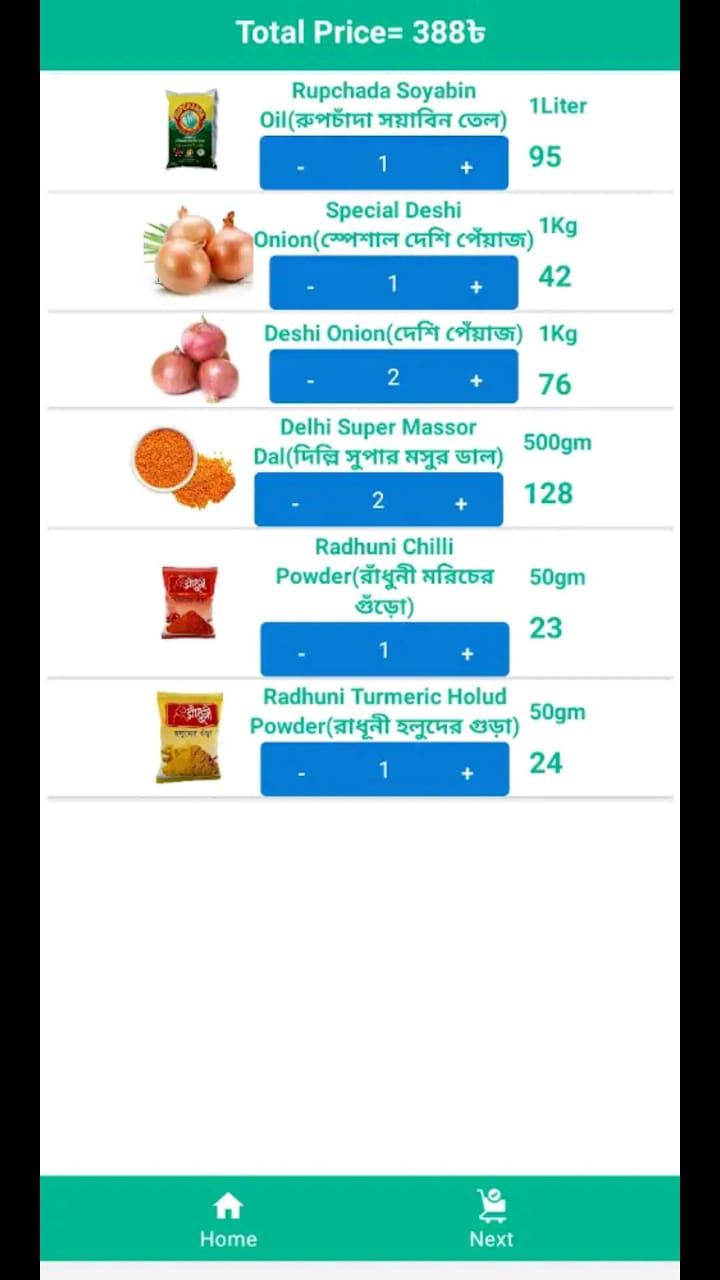 Total Price= 388৳
Rupchada Soyabin
Oil(রুপচাঁদা সয়াবিন তেল)
1Liter
- 1 +
95
Special Deshi
Onion(স্পেশাল দেশি পেঁয়াজ)
1Kg
- 1 +
42
Deshi Onion(দেশি পেঁয়াজ)
1Kg
- 2 +
76
Delhi Super Massor
Dal(দিল্লি সুপার মসুর ডাল)
500gm
- 2 +
128
Radhuni Chilli
Powder(রাঁধুনী মরিচের
গুঁড়ো)
50gm
- 1 +
23
রাঁধুনী
Radhuni Turmeric Holud
Powder(রাধূনী হলুদের গুড়া)
50gm
- 1 +
24
রাঁধুনী
Home
Next